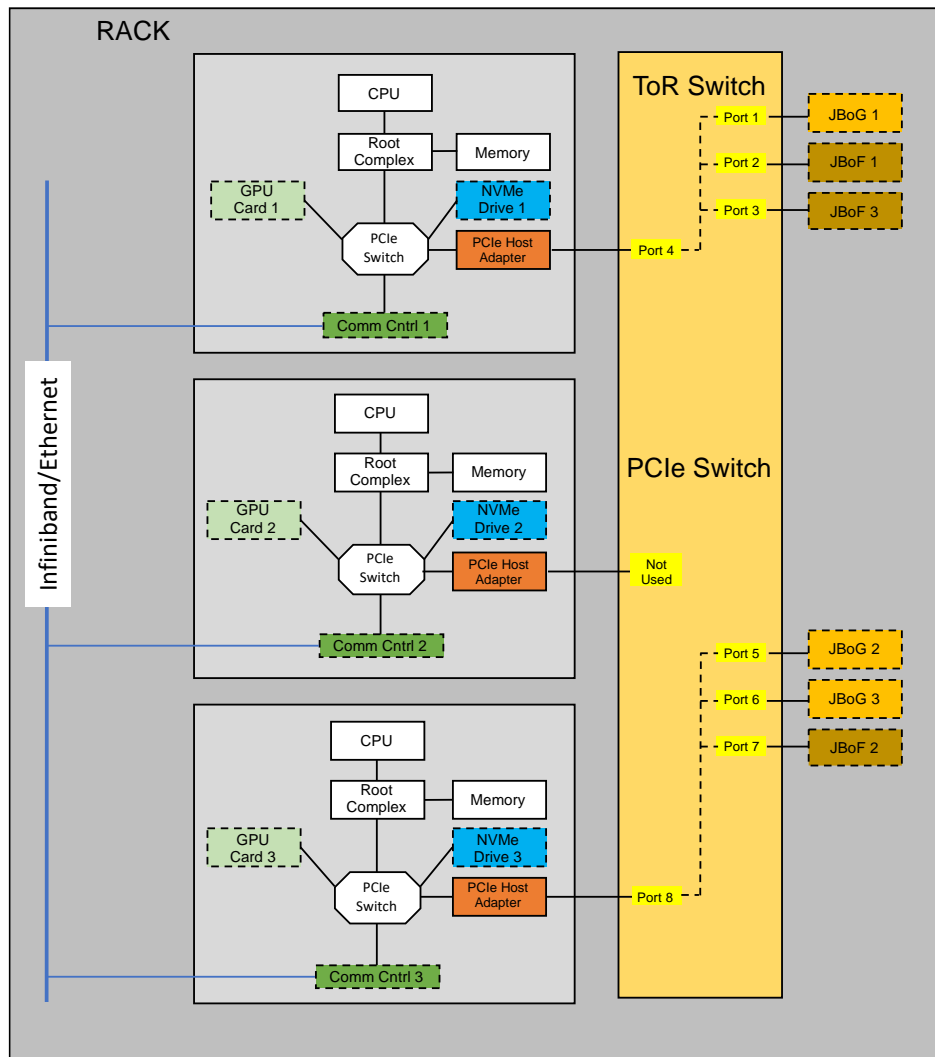 RACK
CPU
Root
Complex
Memory
GPU
Card 1
NVMe
Drive 1
PCIe
Switch
PCIe Host
Adapter
Comm Cntrl 1
CPU
Root
Complex
Memory
GPU
Card 2
NVMe
Drive 2
PCIe
Switch
PCIe Host
Adapter
Comm Cntrl 2
CPU
Root
Complex
Memory
GPU
Card 3
NVMe
Drive 3
PCIe
Switch
PCIe Host
Adapter
Comm Cntrl 3
Infiniband/Ethernet
ToR Switch
Port 1
Port 2
Port 3
Port 4
PCIe Switch
Not
Used
Port 5
Port 6
Port 7
Port 8
JBoG 1
JBoF 1
JBoF 3
JBoG 2
JBoG 3
JBoF 2